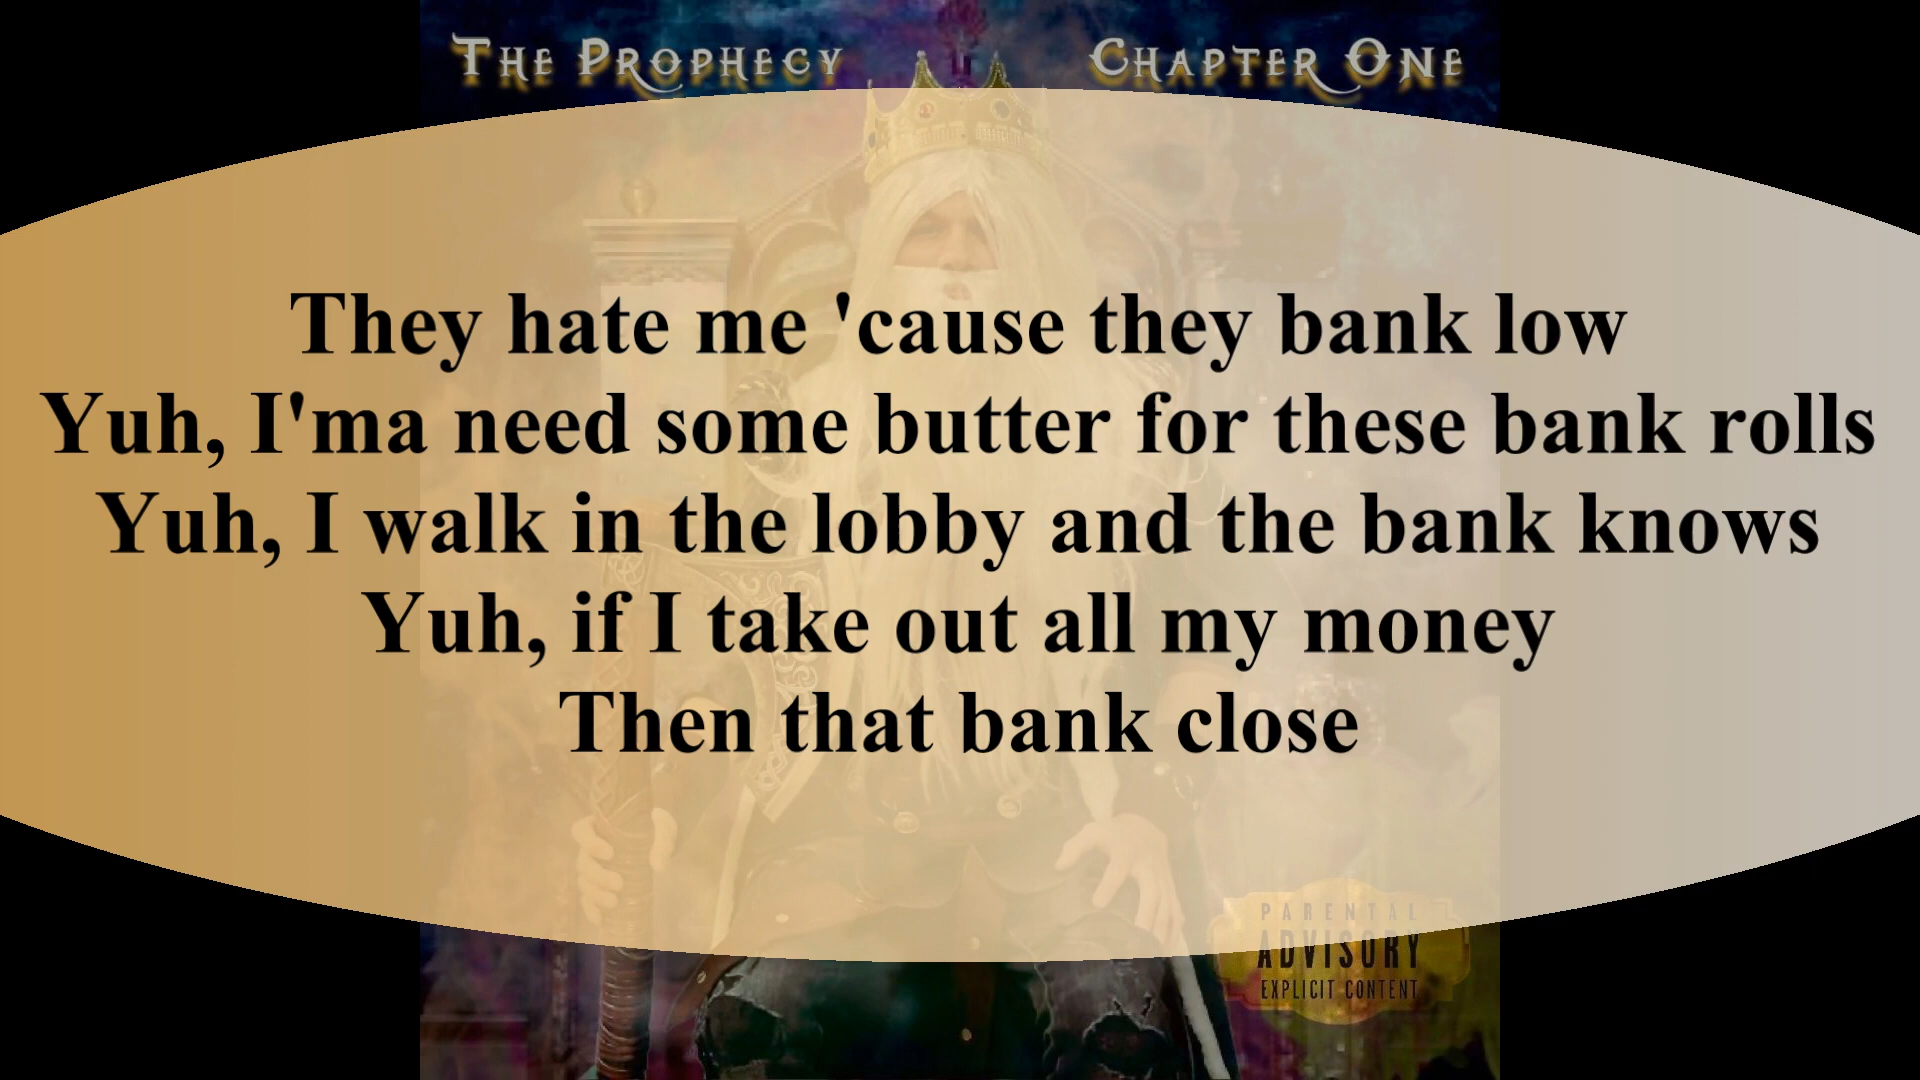 The Prophecy Chapter One
They hate me 'cause they bank low
Yuh, I'ma need some butter for these bank rolls
Yuh, I walk in the lobby and the bank knows
Yuh, if I take out all my money
Then that bank close
PARENTAL
ADVISORY
EXPLICIT CONTENT